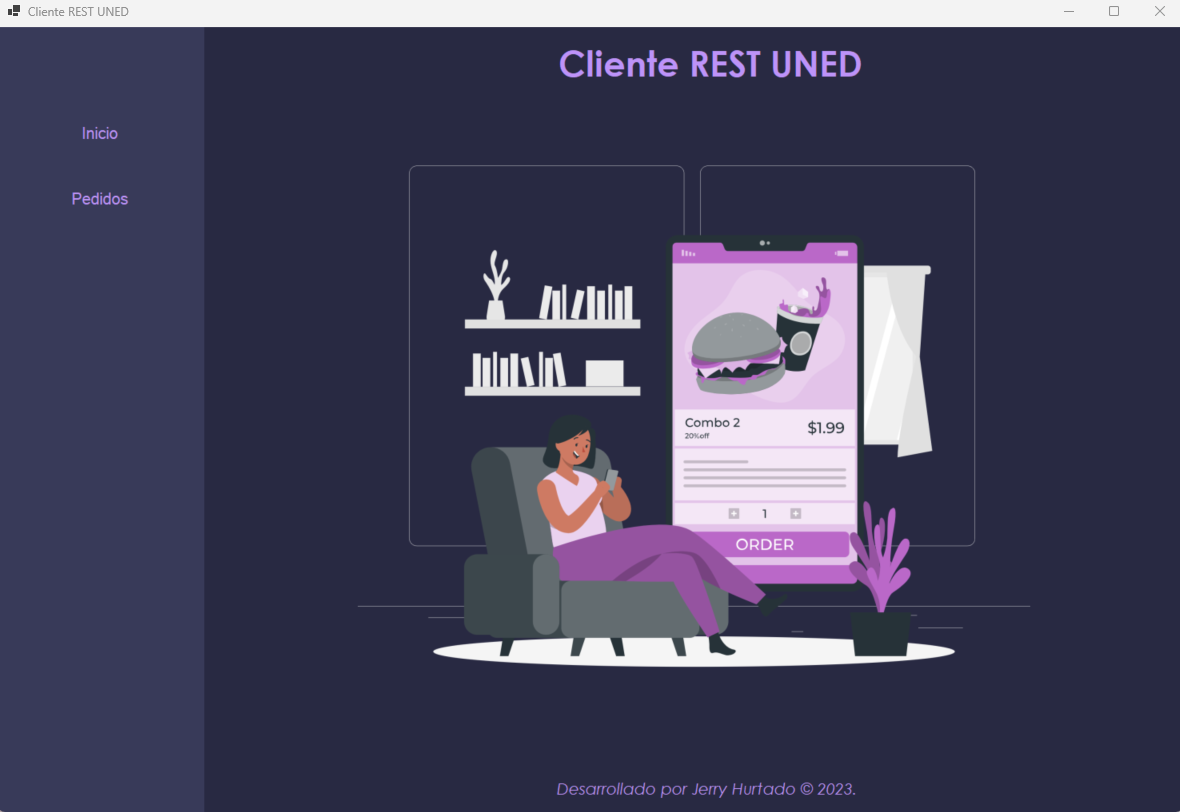 Cliente REST UNED
Cliente REST UNED
Inicio
Pedidos
Combo 2
20%off
$1.99
1
ORDER
Desarrollado por Jerry Hurtado © 2023.